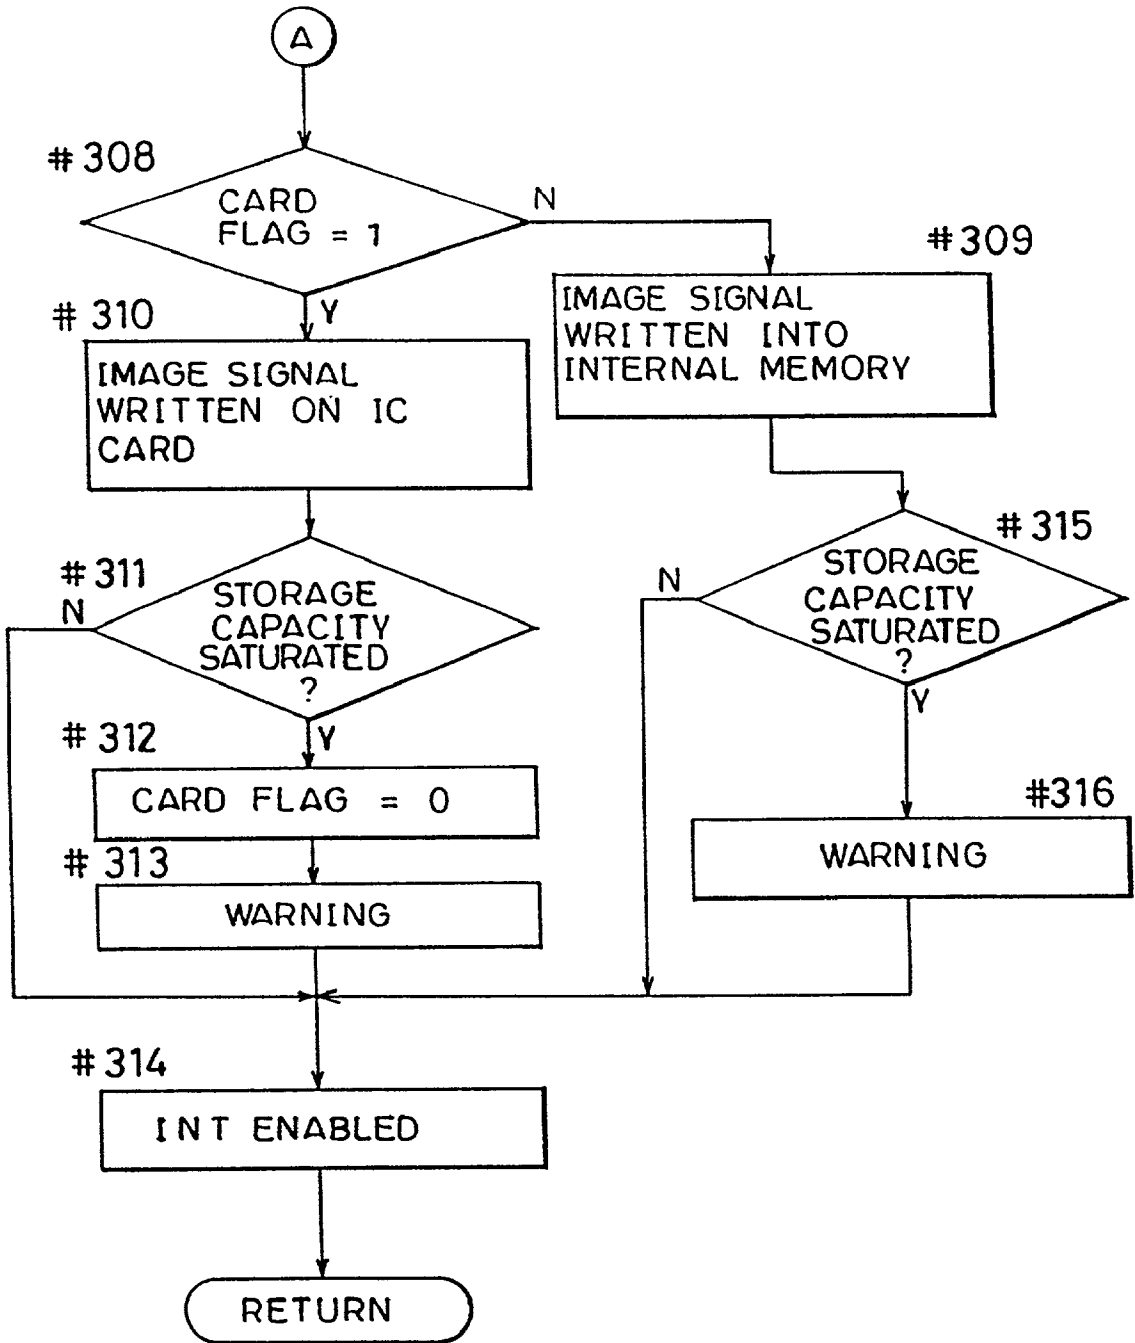 A
#308
CARD
FLAG = 1
N
Y
#309
IMAGE SIGNAL
WRITTEN INTO
INTERNAL MEMORY
#310
IMAGE SIGNAL
WRITTEN ON IC
CARD
#311
N
STORAGE
CAPACITY
SATURATED
?
Y
#315
N
STORAGE
CAPACITY
SATURATED
?
Y
#312
CARD FLAG = 0
#313
WARNING
#316
WARNING
#314
INT ENABLED
RETURN